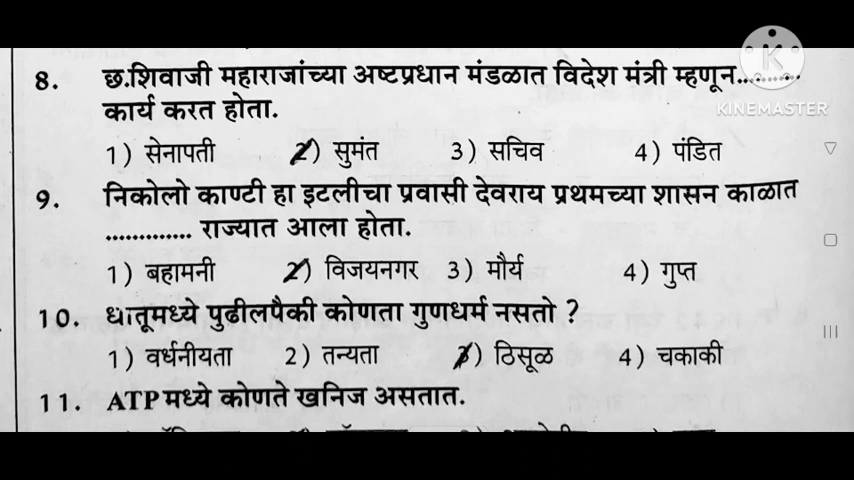 K
KINEMASTER
8. छ.शिवाजी महाराजांच्या अष्टप्रधान मंडळात विदेश मंत्री म्हणून..........
कार्य करत होता.
1) सेनापती 2) सुमंत 3) सचिव 4) पंडित
9. निकोलो काण्टी हा इटलीचा प्रवासी देवराय प्रथमच्या शासन काळात
............. राज्यात आला होता.
1) बहामनी 2) विजयनगर 3) मौर्य 4) गुप्त
10. धातूमध्ये पुढीलपैकी कोणता गुणधर्म नसतो ?
1) वर्धनीयता 2) तन्यता 3) ठिसूळ 4) चकाकी
11. ATP मध्ये कोणते खनिज असतात.